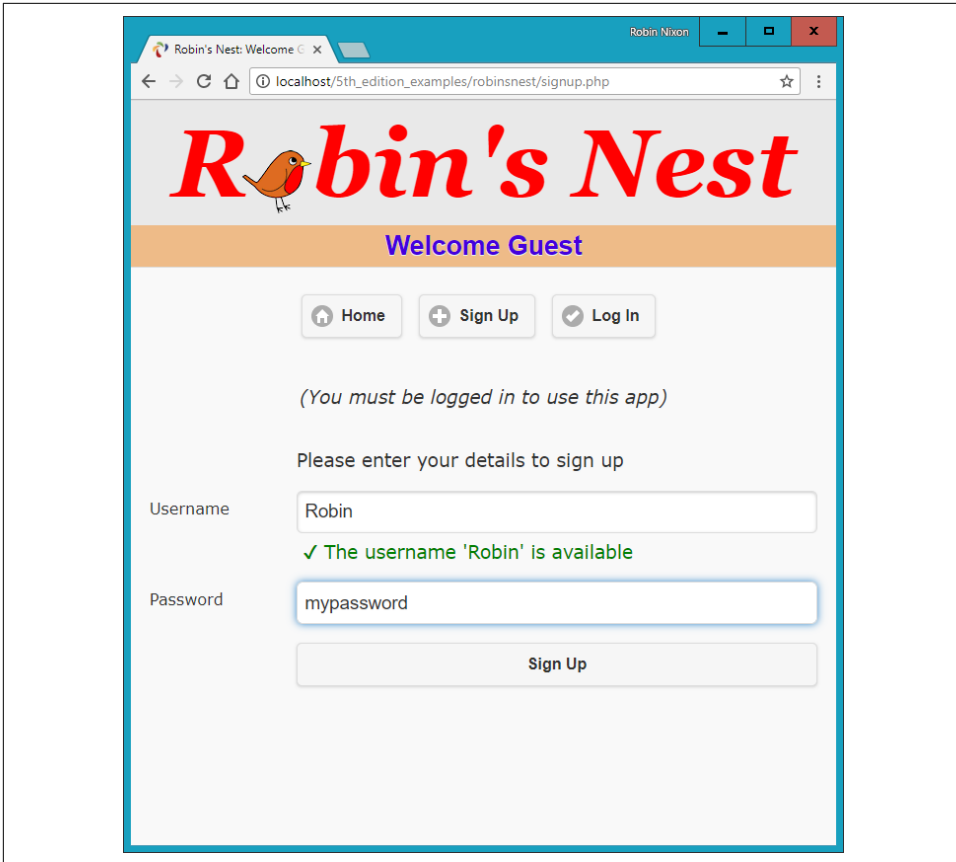 Robin Nixon
Robin's Nest: Welcome G
localhost/5th_edition_examples/robinsnest/signup.php
Robin's Nest
Welcome Guest
Home Sign Up Log In
(You must be logged in to use this app)
Please enter your details to sign up
Username Robin
✓ The username 'Robin' is available
Password mypassword
Sign Up